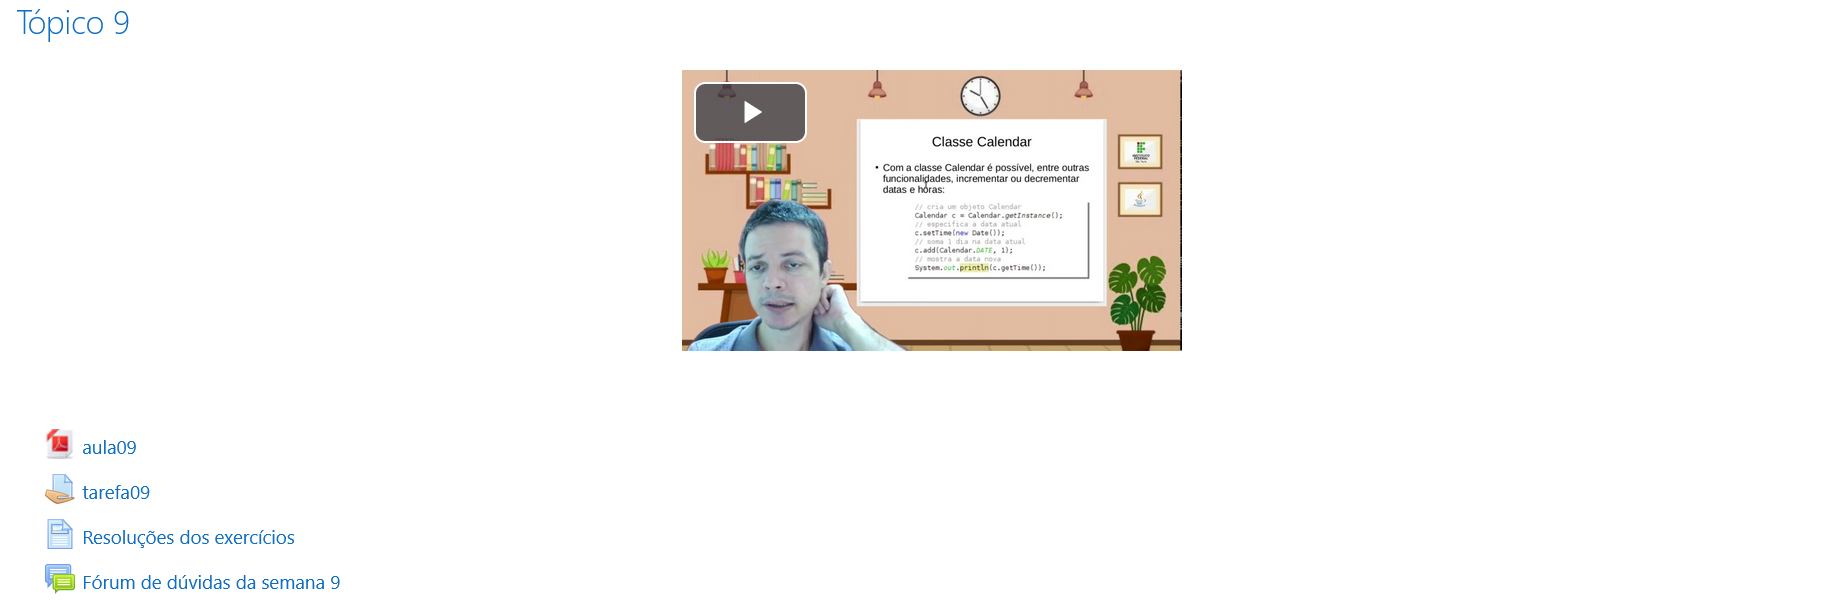 Tópico 9
Classe Calendar
• Com a classe Calendar é possível, entre outras
funcionalidades, incrementar ou decrementar
datas e horas:
// cria um objeto Calendar
Calendar c = Calendar.getInstance();
// especifica a data atual
c.setTime(new Date());
// soma 1 dia na data atual
c.add(Calendar.DATE, 1);
// mostra a data nova
System.out.println(c.getTime());
INSTITUTO
FEDERAL
aula09
tarefa09
Resoluções dos exercícios
Fórum de dúvidas da semana 9